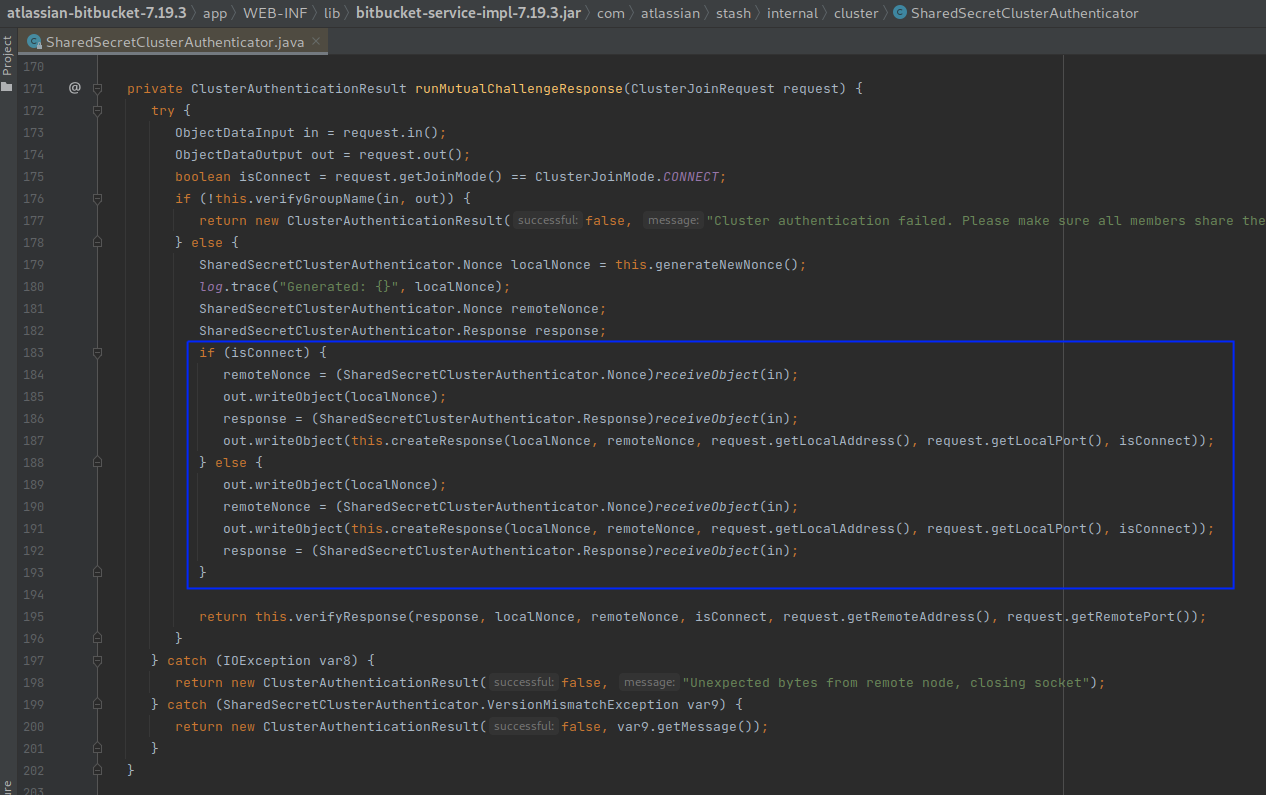 atlassian-bitbucket-7.19.3 › app › WEB-INF › lib › bitbucket-service-impl-7.19.3.jar › com › atlassian › stash › internal › cluster › SharedSecretClusterAuthenticator
Project
SharedSecretClusterAuthenticator.java
170
171 @ private ClusterAuthenticationResult runMutualChallengeResponse(ClusterJoinRequest request) {
172 try {
173 ObjectDataInput in = request.in();
174 ObjectDataOutput out = request.out();
175 boolean isConnect = request.getJoinMode() == ClusterJoinMode.CONNECT;
176 if (!this.verifyGroupName(in, out)) {
177 return new ClusterAuthenticationResult( successful: false, message: "Cluster authentication failed. Please make sure all members share the
178 } else {
179 SharedSecretClusterAuthenticator.Nonce localNonce = this.generateNewNonce();
180 log.trace("Generated: {}", localNonce);
181 SharedSecretClusterAuthenticator.Nonce remoteNonce;
182 SharedSecretClusterAuthenticator.Response response;
183 if (isConnect) {
184 remoteNonce = (SharedSecretClusterAuthenticator.Nonce)receiveObject(in);
185 out.writeObject(localNonce);
186 response = (SharedSecretClusterAuthenticator.Response)receiveObject(in);
187 out.writeObject(this.createResponse(localNonce, remoteNonce, request.getLocalAddress(), request.getLocalPort(), isConnect));
188 } else {
189 out.writeObject(localNonce);
190 remoteNonce = (SharedSecretClusterAuthenticator.Nonce)receiveObject(in);
191 out.writeObject(this.createResponse(localNonce, remoteNonce, request.getLocalAddress(), request.getLocalPort(), isConnect));
192 response = (SharedSecretClusterAuthenticator.Response)receiveObject(in);
193 }
194
195 return this.verifyResponse(response, localNonce, remoteNonce, isConnect, request.getRemoteAddress(), request.getRemotePort());
196 }
197 } catch (IOException var8) {
198 return new ClusterAuthenticationResult( successful: false, message: "Unexpected bytes from remote node, closing socket");
199 } catch (SharedSecretClusterAuthenticator.VersionMismatchException var9) {
200 return new ClusterAuthenticationResult( successful: false, var9.getMessage());
201 }
202 }
203